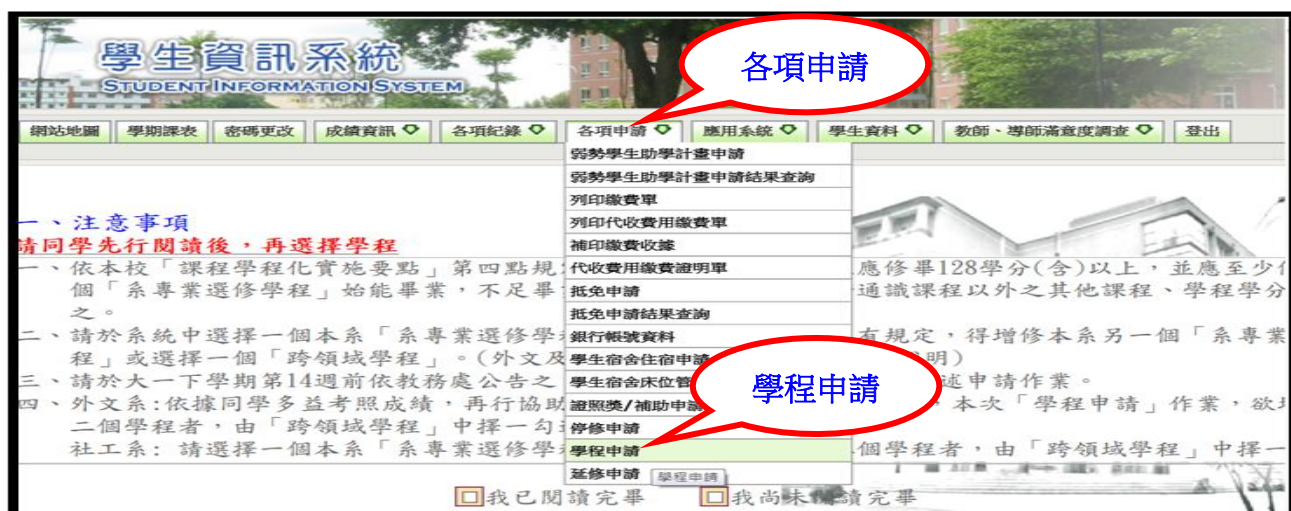 學生資訊系統
STUDENT INFORMATION SYSTEM
各項申請
網站地圖 學期課表 密碼更改 成績資訊 各項紀錄 各項申請 應用系統 學生資料 教師、導師滿意度調查 登出
弱勢學生助學計畫申請
弱勢學生助學計畫申請結果查詢
列印繳費單
列印代收費用繳費單
補印繳費收據
代收費用繳費證明單
抵免申請
抵免申請結果查詢
銀行帳號資料
學生宿舍住宿申請
學生宿舍床位管
證照獎/補助申請
停修申請
學程申請
延修申請
學程申請
學程申請
一、注意事項
請同學先行閱讀後,再選擇學程
一、依本校「課程學程化實施要點」第四點規 應修畢128學分(含)以上,並應至少
個「系專業選修學程」始能畢業,不足畢 通識課程以外之其他課程、學程學分
之。
二、請於系統中選擇一個本系「系專業選修學 有規定,得增修本系另一個「系專業
程」或選擇一個「跨領域學程」。(外文及 明)
三、請於大一下學期第14週前依教務處公告之 述申請作業。
四、外文系:依據同學多益考照成績,再行協助 本次「學程申請」作業,欲
二個學程者,由「跨領域學程」中擇一勾
社工系: 請選擇一個本系「系專業選修學 個學程者,由「跨領域學程」中擇一
我已閱讀完畢 我尚未閱讀完畢